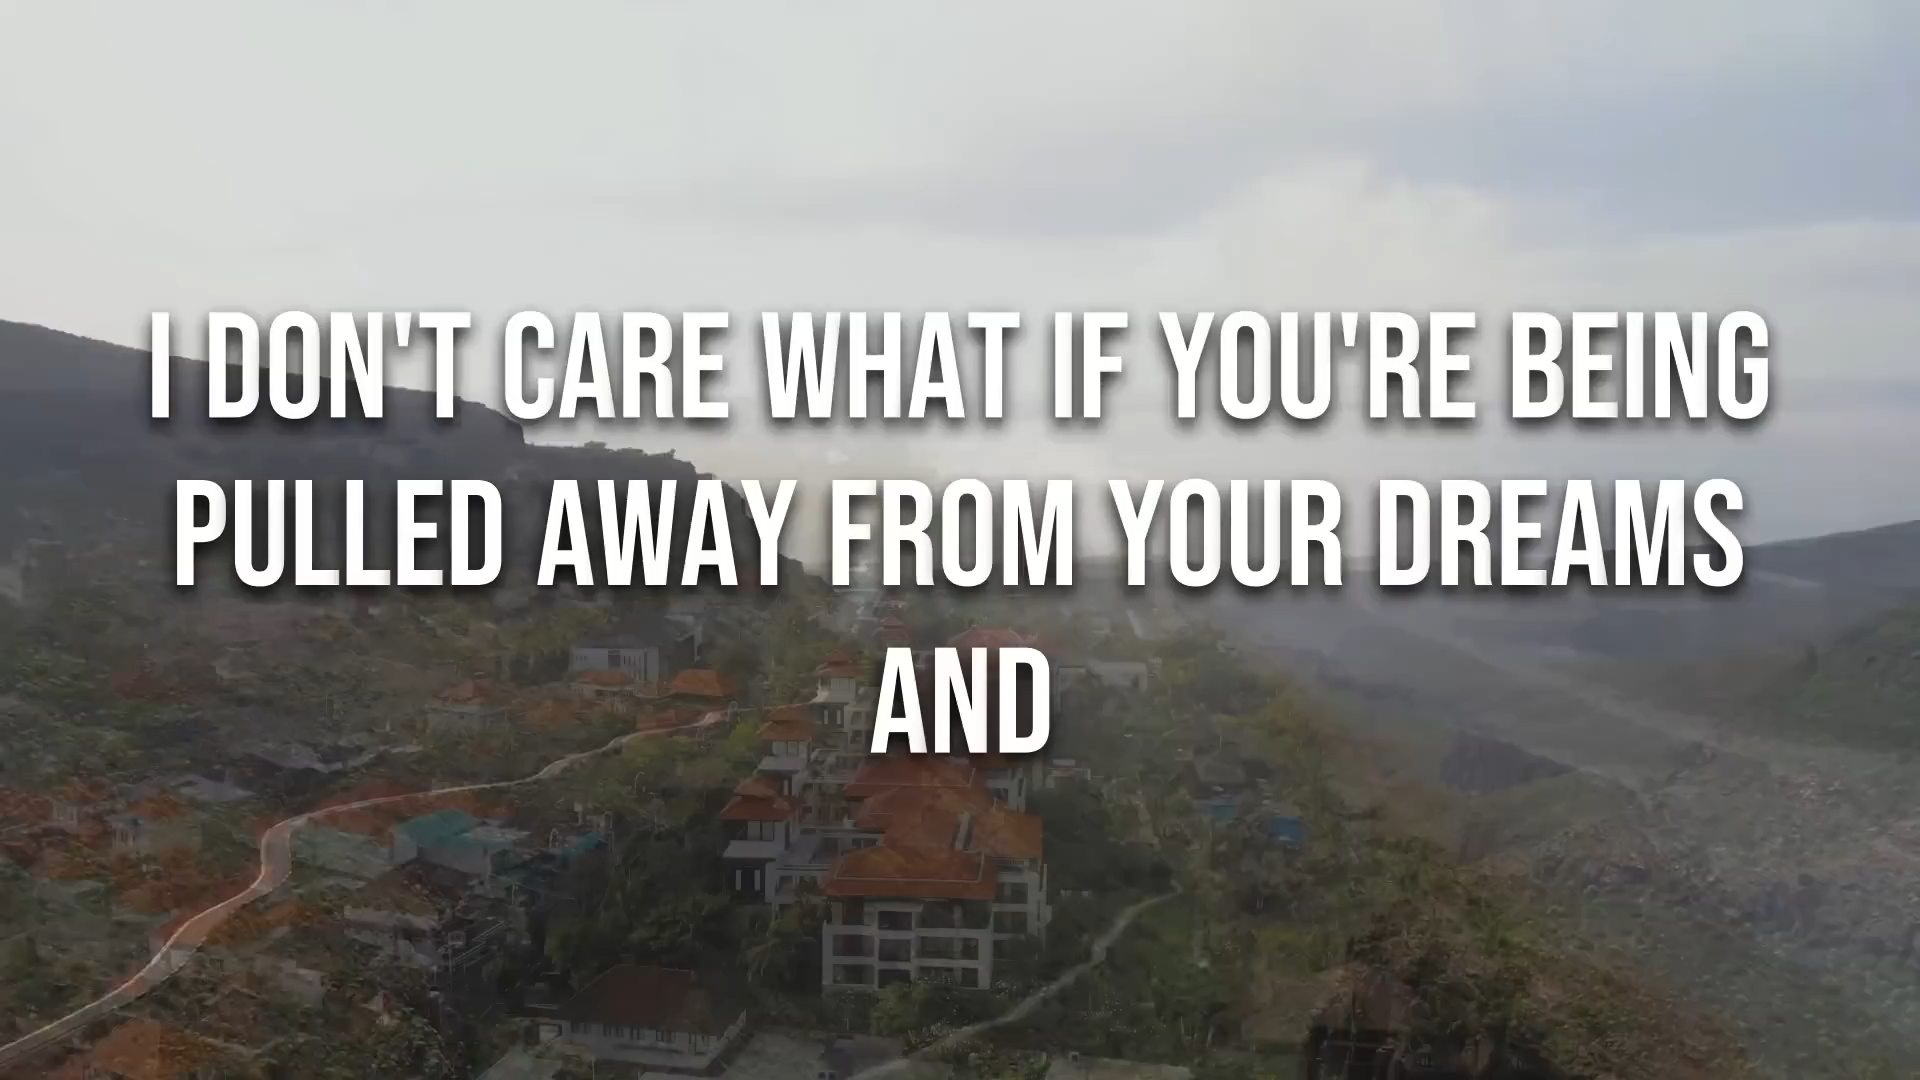 I DON'T CARE WHAT IF YOU'RE BEING
PULLED AWAY FROM YOUR DREAMS
AND